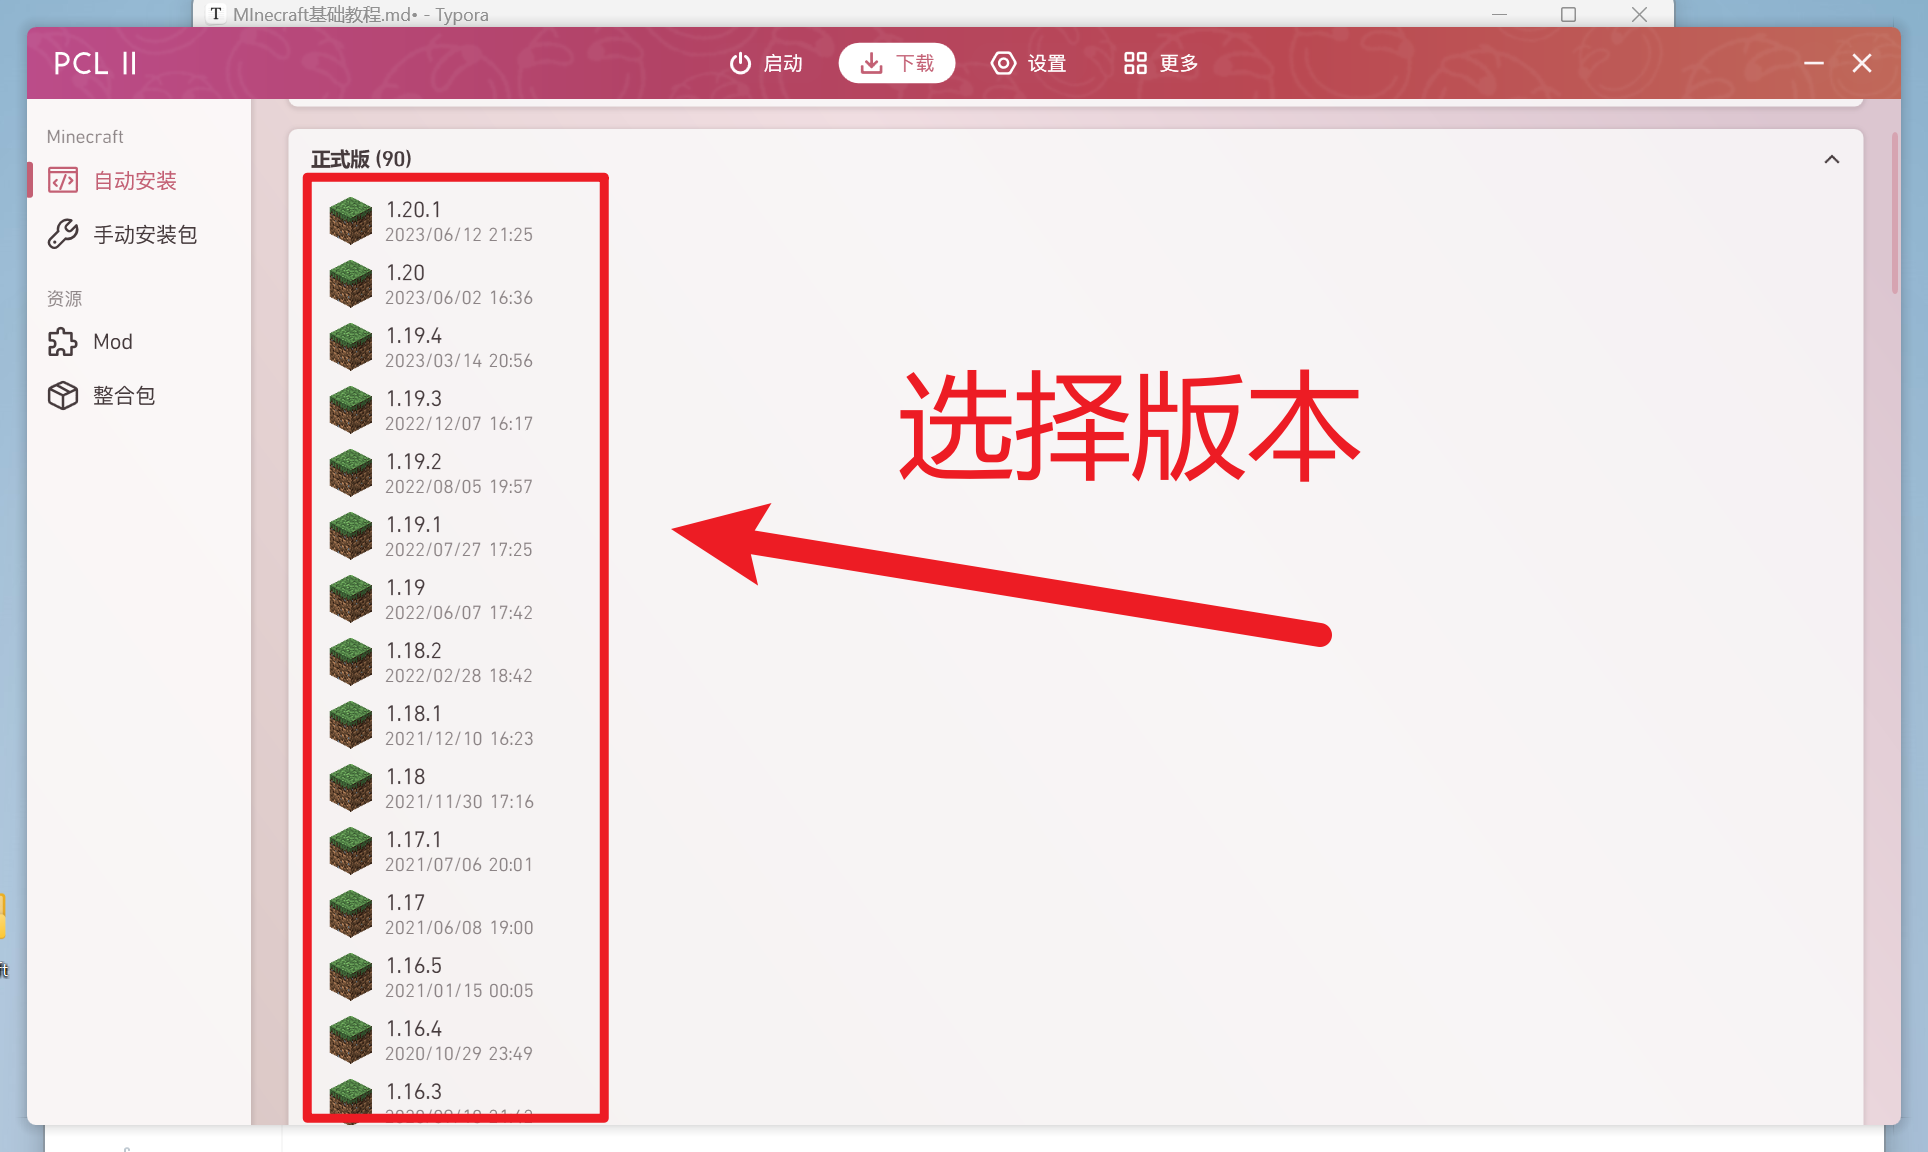 MInecraft基础教程.md• - Typora
PCL II
启动
下载
设置
更多
Minecraft
自动安装
手动安装包
资源
Mod
整合包
正式版 (90)
1.20.1
2023/06/12 21:25
1.20
2023/06/02 16:36
1.19.4
2023/03/14 20:56
1.19.3
2022/12/07 16:17
1.19.2
2022/08/05 19:57
1.19.1
2022/07/27 17:25
1.19
2022/06/07 17:42
1.18.2
2022/02/28 18:42
1.18.1
2021/12/10 16:23
1.18
2021/11/30 17:16
1.17.1
2021/07/06 20:01
1.17
2021/06/08 19:00
1.16.5
2021/01/15 00:05
1.16.4
2020/10/29 23:49
1.16.3
选择版本